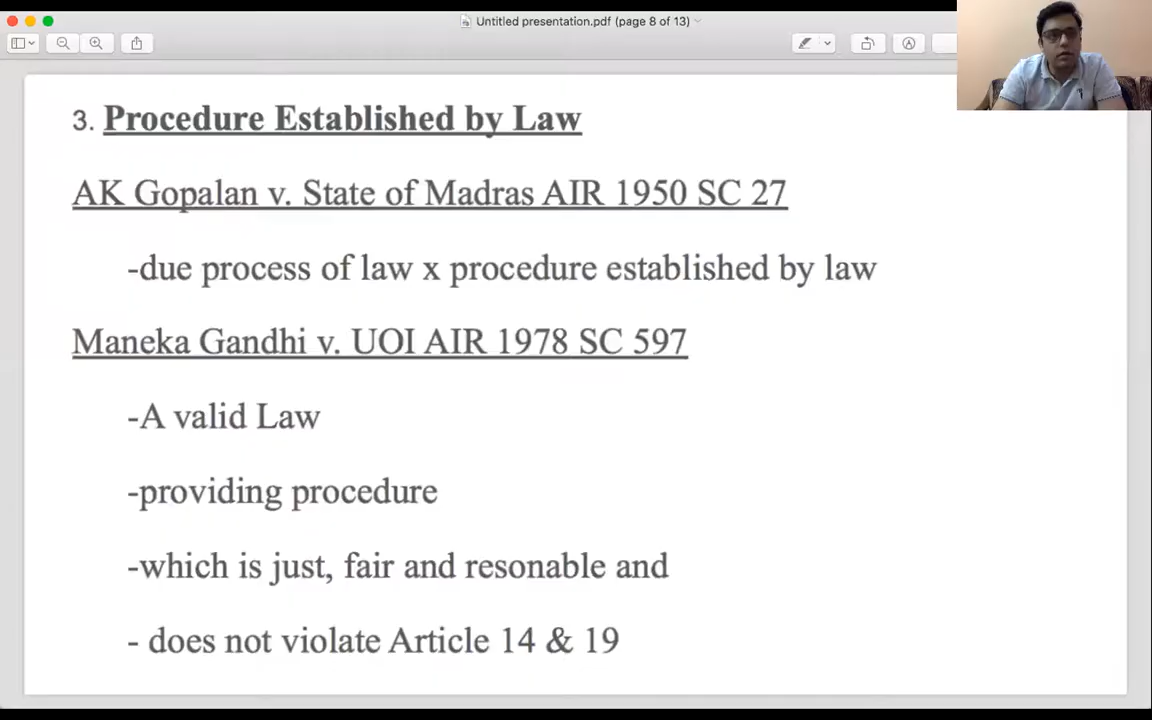 Untitled presentation.pdf (page 8 of 13)
3. Procedure Established by Law
AK Gopalan v. State of Madras AIR 1950 SC 27
-due process of law x procedure established by law
Maneka Gandhi v. UOI AIR 1978 SC 597
-A valid Law
-providing procedure
-which is just, fair and resonable and
- does not violate Article 14 & 19